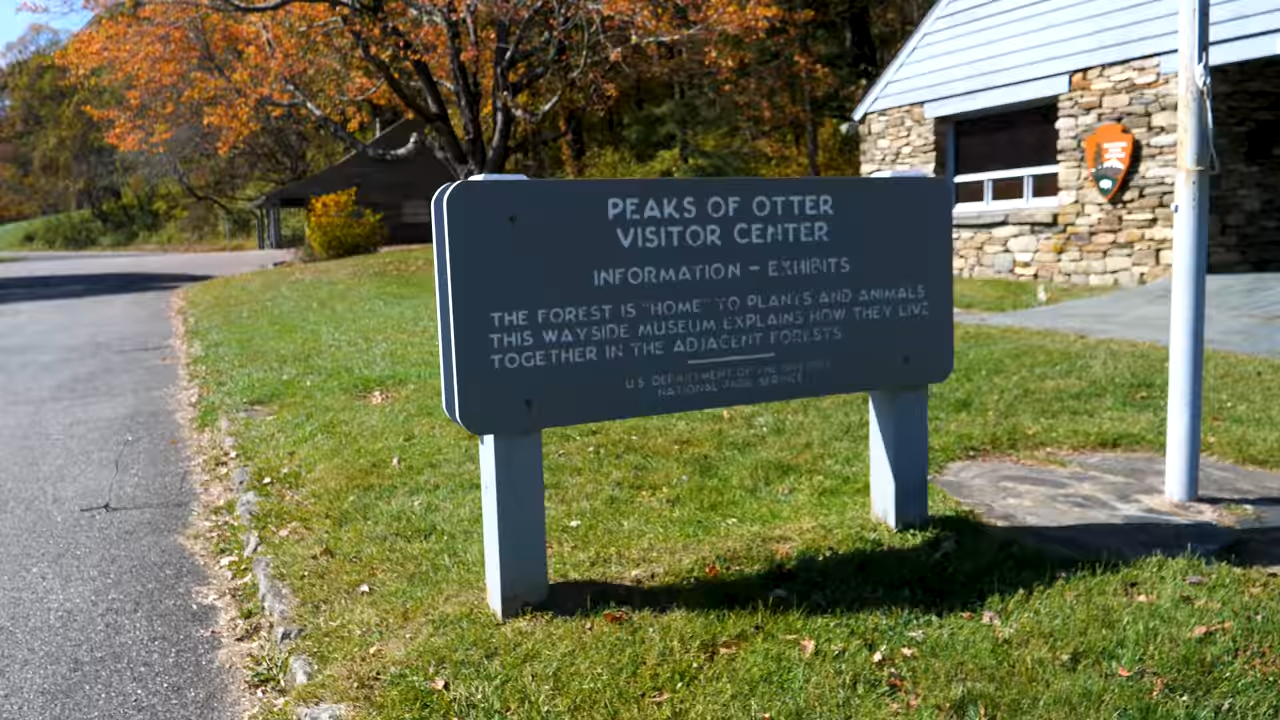 PEAKS OF OTTER
VISITOR CENTER
INFORMATION - EXHIBITS
THE FOREST IS "HOME" TO PLANTS AND ANIMALS
THIS WAYSIDE MUSEUM EXPLAINS HOW THEY LIVE
TOGETHER IN THE ADJACENT FORESTS
U.S. DEPARTMENT OF THE INTERIOR
NATIONAL PARK SERVICE